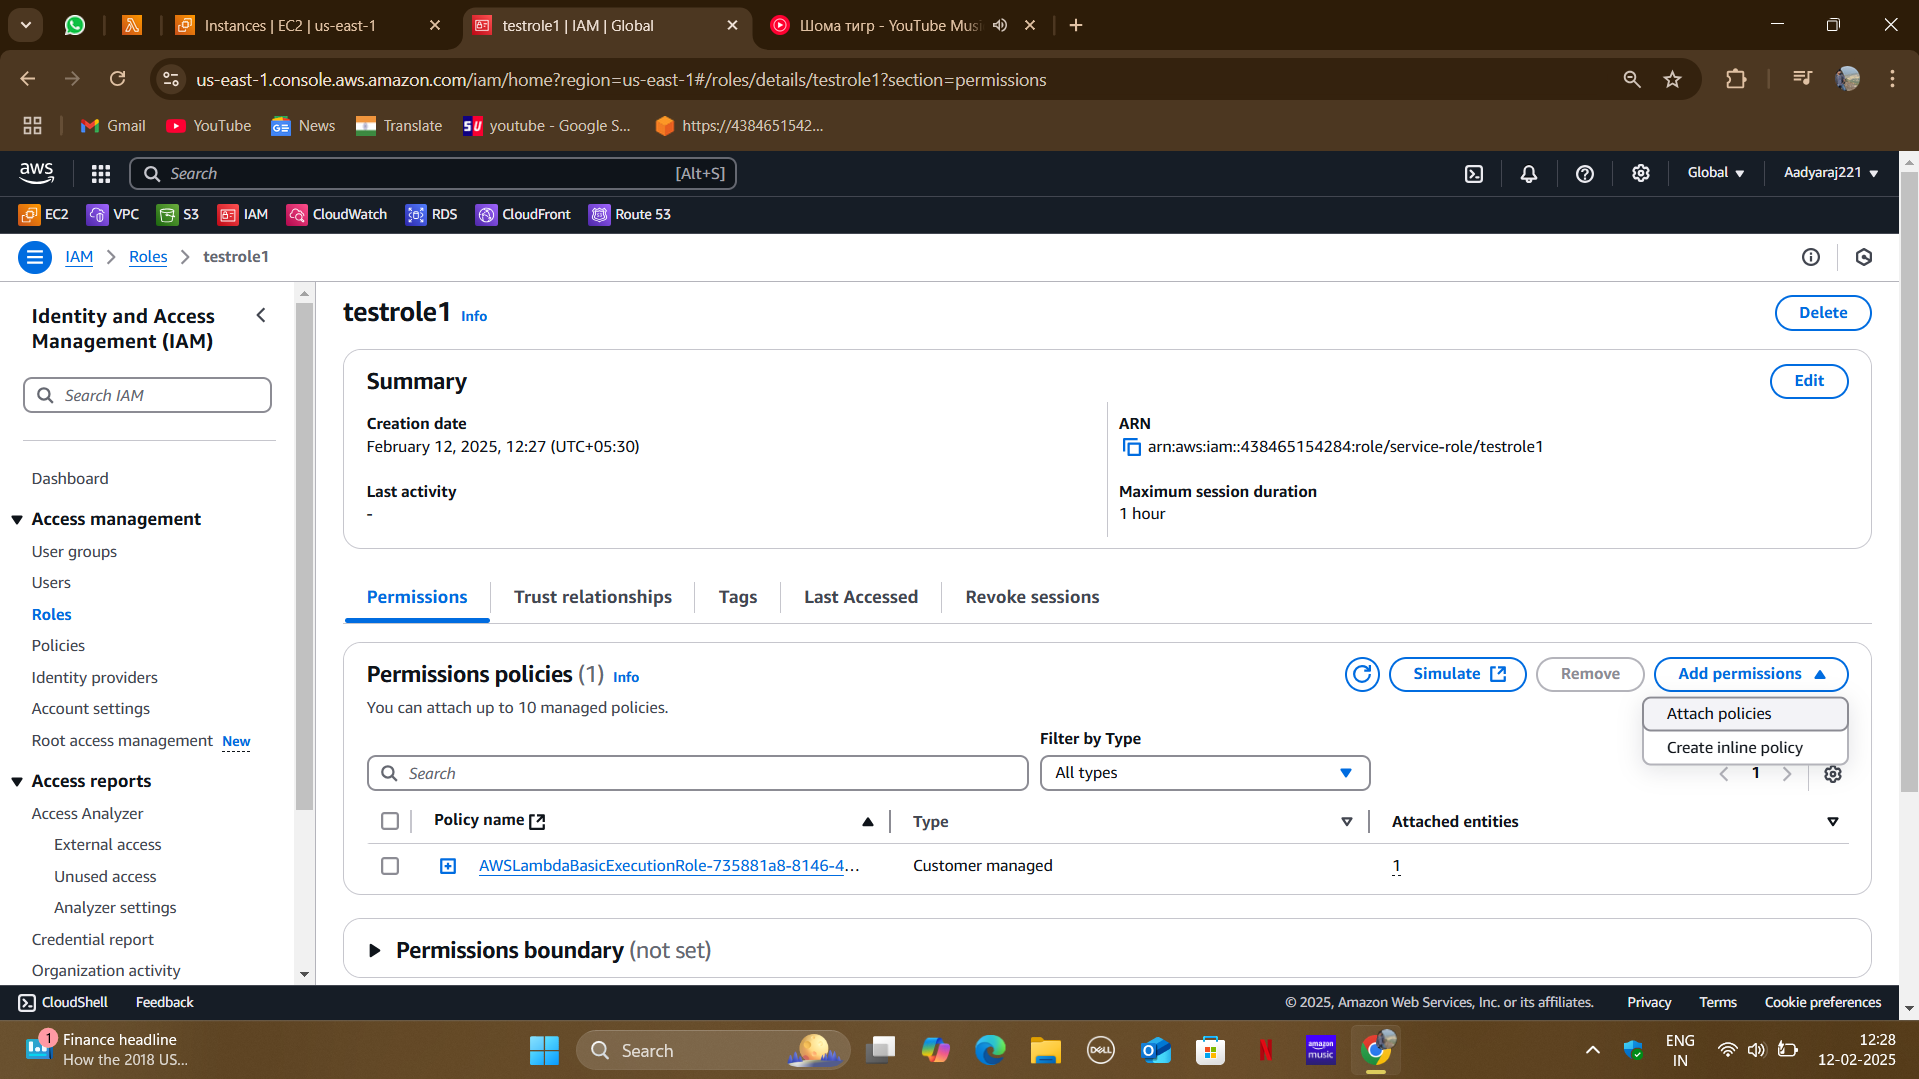 Instances | EC2 | us-east-1
testrole1 | IAM | Global
Шома тигр - YouTube Mus
us-east-1.console.aws.amazon.com/iam/home?region=us-east-1#/roles/details/testrole1?section=permissions
Gmail
YouTube
News
Translate
youtube - Google S...
https://4384651542...
aws
Search
[Alt+S]
Global
Aadyaraj221
EC2
VPC
S3
IAM
CloudWatch
RDS
CloudFront
Route 53
IAM
Roles
testrole1
Identity and Access
Management (IAM)
Search IAM
Dashboard
Access management
User groups
Users
Roles
Policies
Identity providers
Account settings
Root access management New
Access reports
Access Analyzer
External access
Unused access
Analyzer settings
Credential report
Organization activity
testrole1 Info
Delete
Summary
Edit
Creation date
February 12, 2025, 12:27 (UTC+05:30)
ARN
arn:aws:iam::438465154284:role/service-role/testrole1
Last activity
-
Maximum session duration
1 hour
Permissions
Trust relationships
Tags
Last Accessed
Revoke sessions
Permissions policies (1) Info
You can attach up to 10 managed policies.
Simulate
Remove
Add permissions
Attach policies
Create inline policy
Filter by Type
Search
All types
1
Policy name
Type
Attached entities
AWSLambdaBasicExecutionRole-735881a8-8146-4...
Customer managed
1
Permissions boundary (not set)
CloudShell
Feedback
© 2025, Amazon Web Services, Inc. or its affiliates.
Privacy
Terms
Cookie preferences
1
Finance headline
How the 2018 US...
Search
DELL
amazon
music
ENG
IN
12:28
12-02-2025